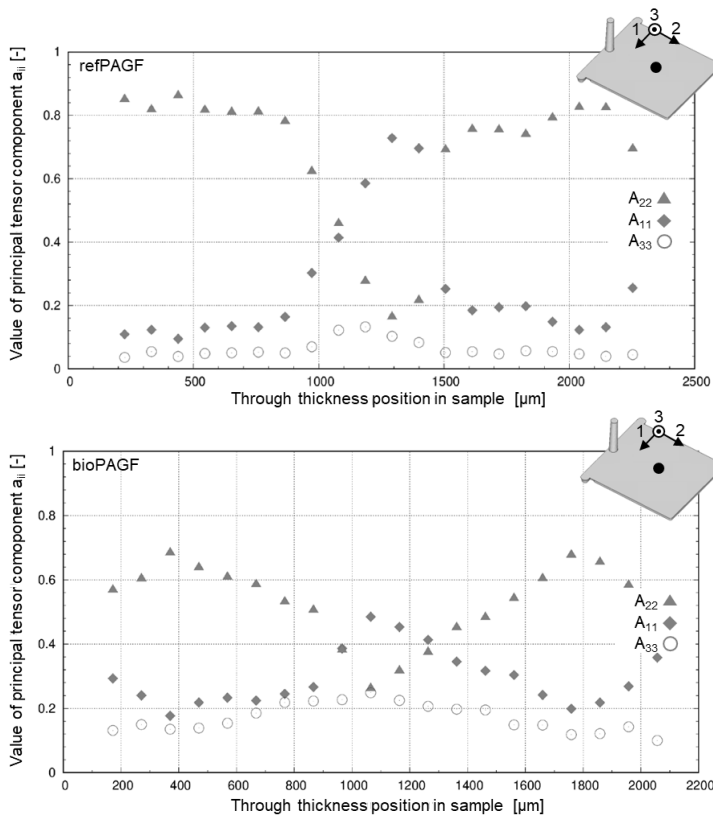 refPAGF
3
1 2
Value of principal tensor comoponent aii [-]
1
0.8
0.6
0.4
0.2
0
A22
A11
A33
0 500 1000 1500 2000 2500
Through thickness position in sample [µm]
bioPAGF
3
1 2
Value of principal tensor comoponent aii [-]
1
0.8
0.6
0.4
0.2
0
A22
A11
A33
200 400 600 800 1000 1200 1400 1600 1800 2000 2200
Through thickness position in sample [µm]